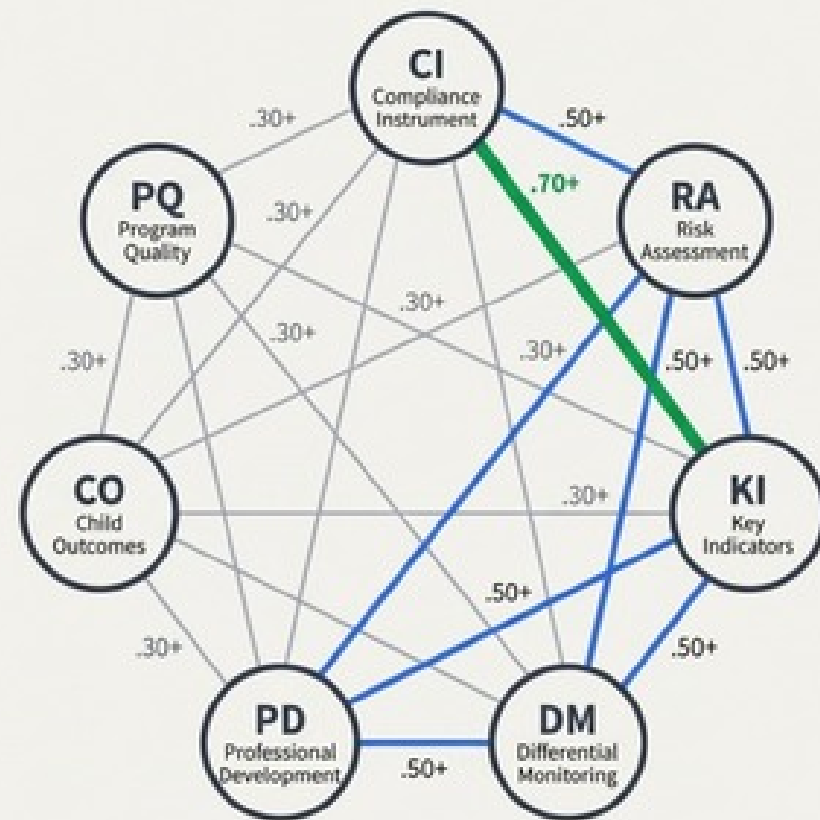 CI
Compliance
Instrument
.30+
.50+
PQ
Program
Quality
.70+
RA
Risk
Assessment
.30+
.30+
.30+
.30+
.30+
.50+
.50+
CO
Child
Outcomes
.30+
KI
Key
Indicators
.50+
.30+
.50+
PD
Professional
Development
DM
Differential
Monitoring
.50+